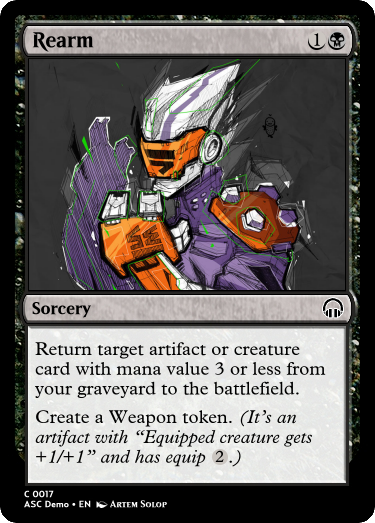 Rearm 1
Sorcery
Return target artifact or creature
card with mana value 3 or less from
your graveyard to the battlefield.
Create a Weapon token. (It's an
artifact with “Equipped creature gets
+1/+1” and has equip 2.)
C 0017
ASC Demo • EN Artem Solop